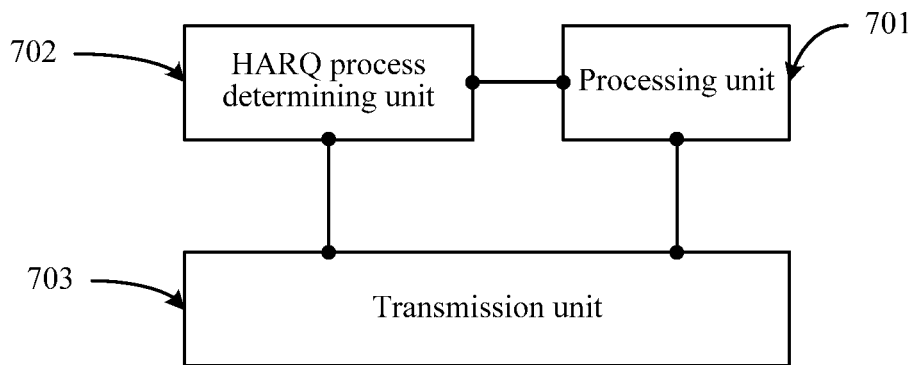 702
HARQ process
determining unit
Processing unit
701
703
Transmission unit